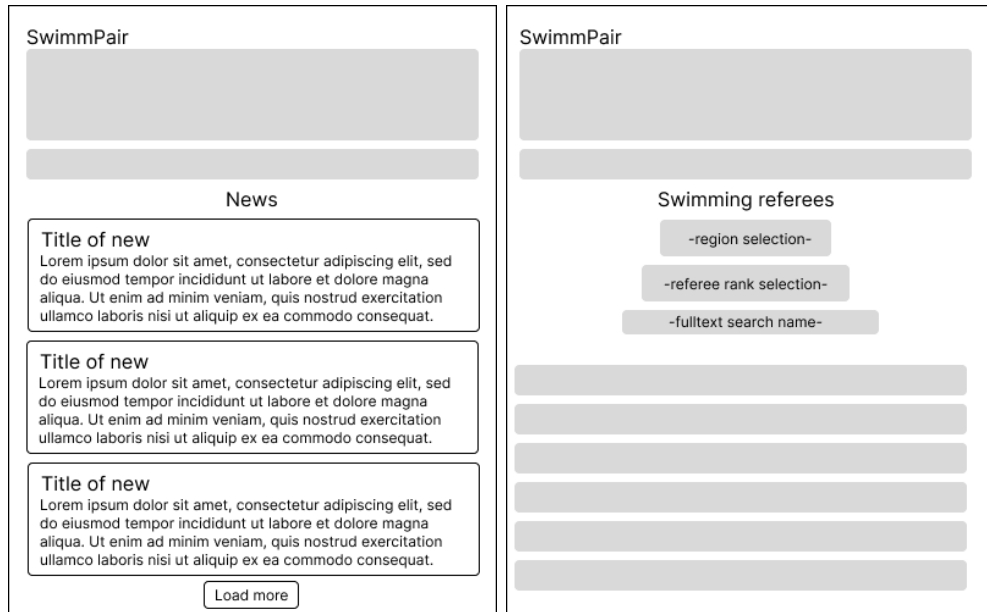 SwimmPair
News
Title of new
Lorem ipsum dolor sit amet, consectetur adipiscing elit, sed
do eiusmod tempor incididunt ut labore et dolore magna
aliqua. Ut enim ad minim veniam, quis nostrud exercitation
ullamco laboris nisi ut aliquip ex ea commodo consequat.
Title of new
Lorem ipsum dolor sit amet, consectetur adipiscing elit, sed
do eiusmod tempor incididunt ut labore et dolore magna
aliqua. Ut enim ad minim veniam, quis nostrud exercitation
ullamco laboris nisi ut aliquip ex ea commodo consequat.
Title of new
Lorem ipsum dolor sit amet, consectetur adipiscing elit, sed
do eiusmod tempor incididunt ut labore et dolore magna
aliqua. Ut enim ad minim veniam, quis nostrud exercitation
ullamco laboris nisi ut aliquip ex ea commodo consequat.
Load more
SwimmPair
Swimming referees
-region selection-
-referee rank selection-
-fulltext search name-